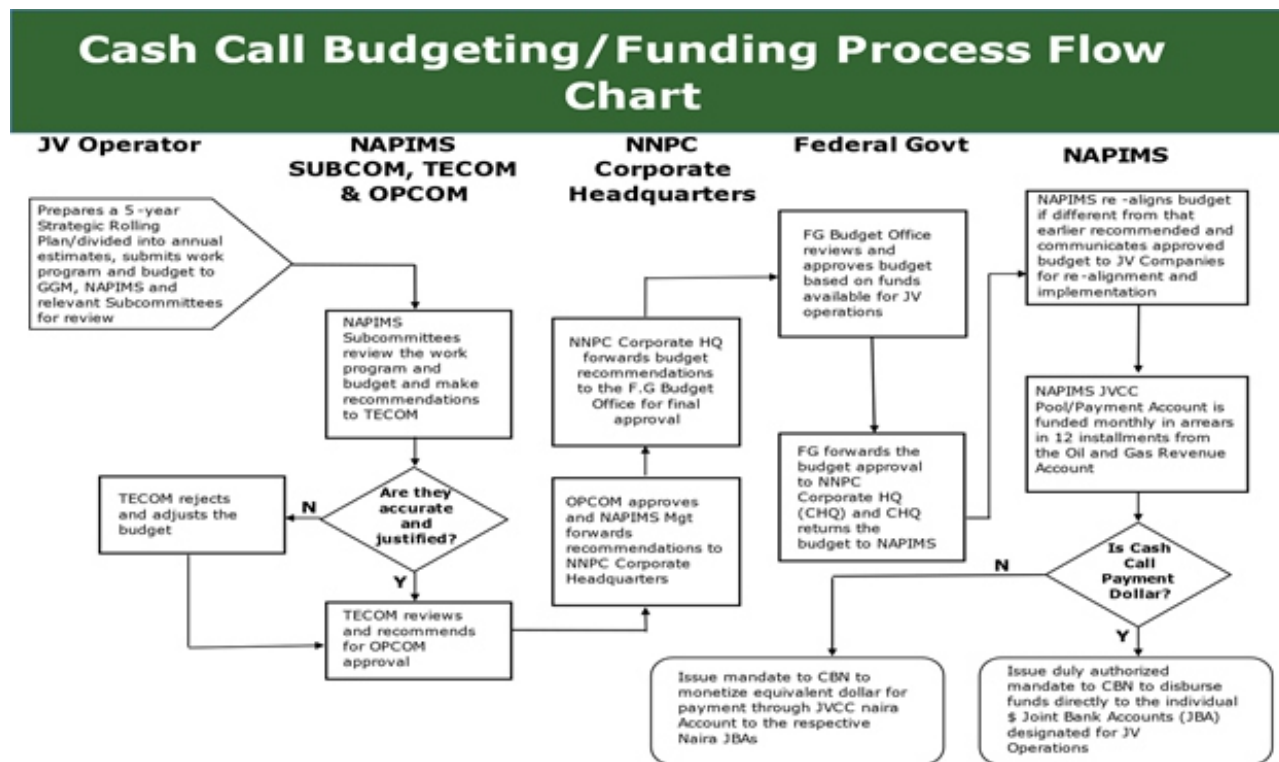 Cash Call Budgeting/Funding Process Flow
Chart
JV Operator
NAPIMS
SUBCOM, TECOM
& OPCOM
NNPC
Corporate
Headquarters
Federal Govt
NAPIMS
Prepares a 5 -year
Strategic Rolling
Plan/divided into annual
estimates, submits work
program and budget to
GGM, NAPIMS and
relevant Subcommittees
for review
NAPIMS
Subcommittees
review the work
program and
budget and make
recommendations
to TECOM
Are they
accurate
and
justified?
N
TECOM rejects
and adjusts the
budget
Y
TECOM reviews
and recommends
for OPCOM
approval
OPCOM approves
and NAPIMS Mgt
forwards
recommendations to
NNPC Corporate
Headquarters
NNPC Corporate HQ
forwards budget
recommendations
to the F.G Budget
Office for final
approval
FG Budget Office
reviews and
approves budget
based on funds
available for JV
operations
FG forwards the
budget approval
to NNPC
Corporate HQ
(CHQ) and CHQ
returns the
budget to NAPIMS
NAPIMS re -aligns budget
if different from that
earlier recommended and
communicates approved
budget to JV Companies
for re -alignment and
implementation
NAPIMS JVCC
Pool/Payment Account is
funded monthly in arrears
in 12 installments from
the Oil and Gas Revenue
Account
Is Cash
Call
Payment
Dollar?
N
Issue mandate to CBN to
monetize equivalent dollar for
payment through JVCC naira
Account to the respective
Naira JBAs
Y
Issue duly authorized
mandate to CBN to disburse
funds directly to the individual
$ Joint Bank Accounts (JBA)
designated for JV
Operations